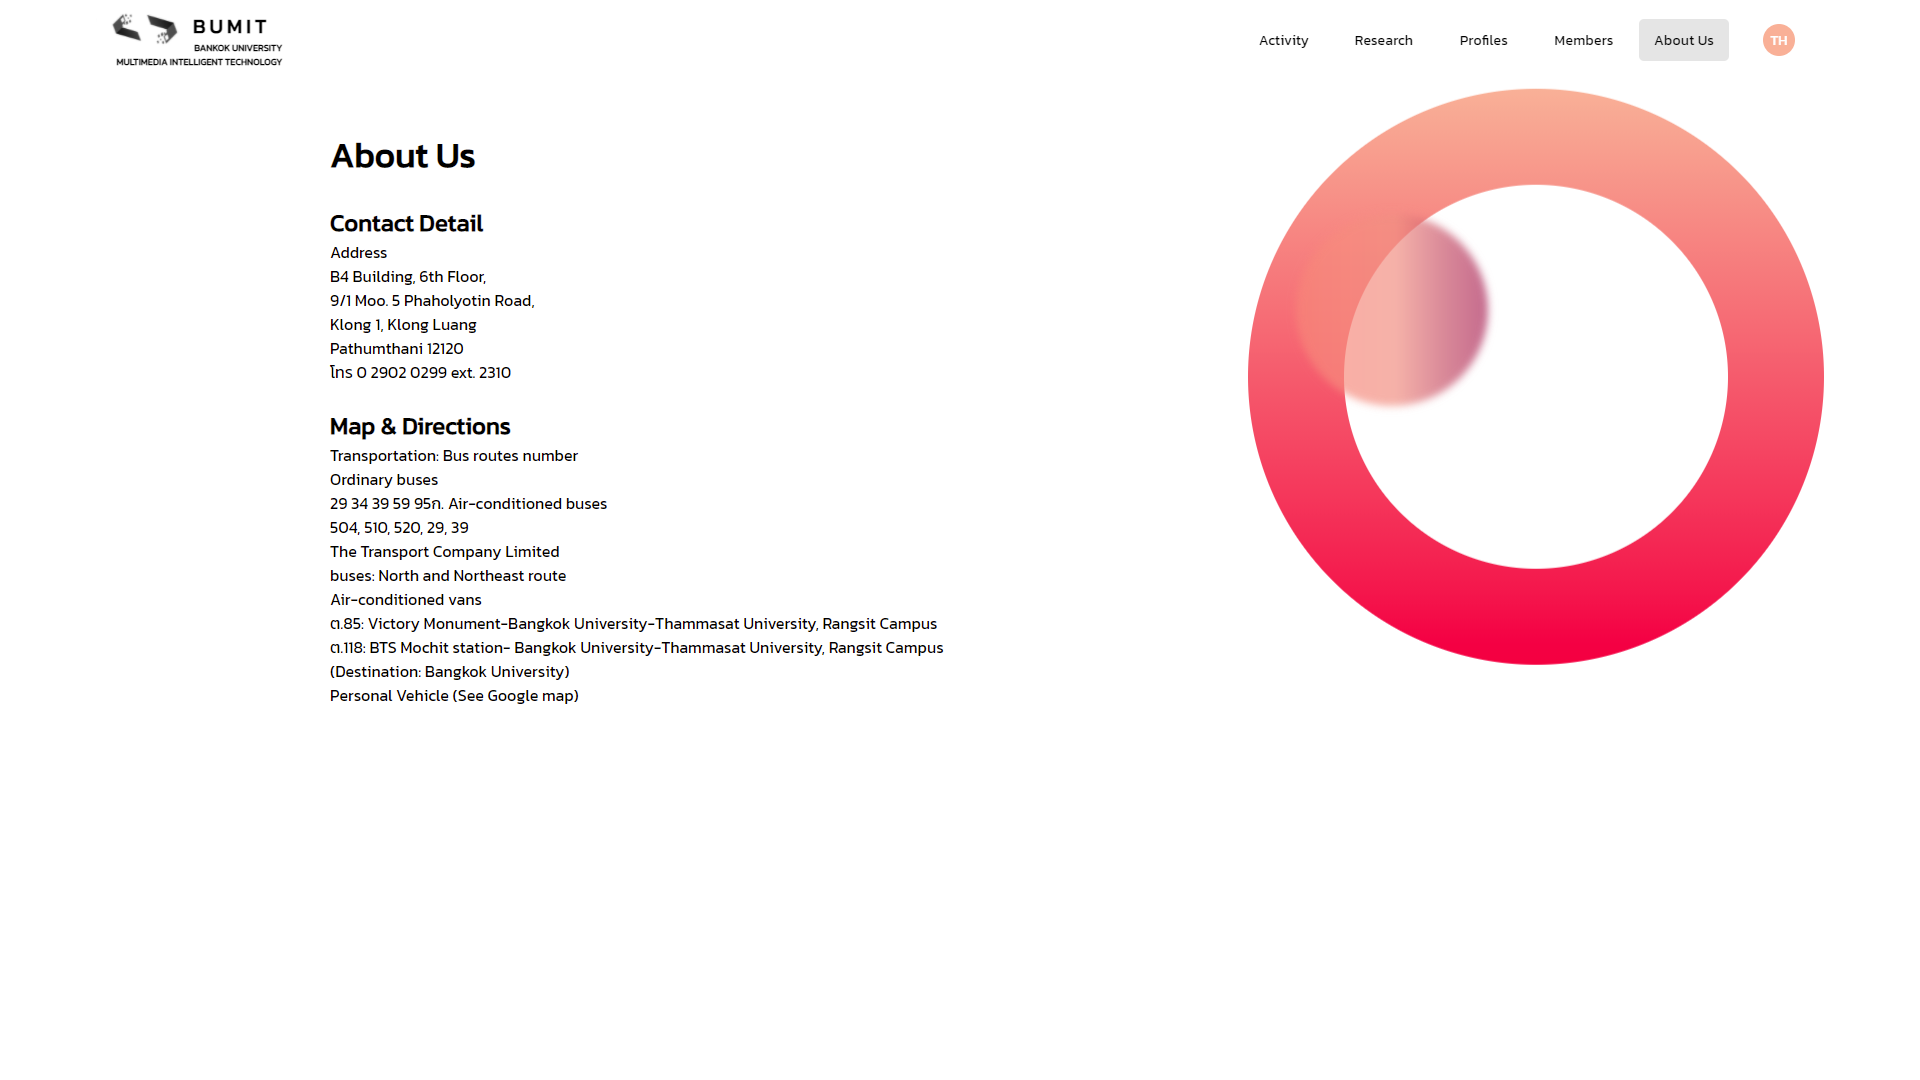 BUMIT
BANKOK UNIVERSITY
MULTIMEDIA INTELLIGENT TECHNOLOGY
Activity
Research
Profiles
Members
About Us
TH
About Us
Contact Detail
Address
B4 Building, 6th Floor,
9/1 Moo. 5 Phaholyotin Road,
Klong 1, Klong Luang
Pathumthani 12120
โทร 0 2902 0299 ext. 2310
Map & Directions
Transportation: Bus routes number
Ordinary buses
29 34 39 59 95ก. Air-conditioned buses
504, 510, 520, 29, 39
The Transport Company Limited
buses: North and Northeast route
Air-conditioned vans
ต.85: Victory Monument-Bangkok University-Thammasat University, Rangsit Campus
ต.118: BTS Mochit station- Bangkok University-Thammasat University, Rangsit Campus
(Destination: Bangkok University)
Personal Vehicle (See Google map)